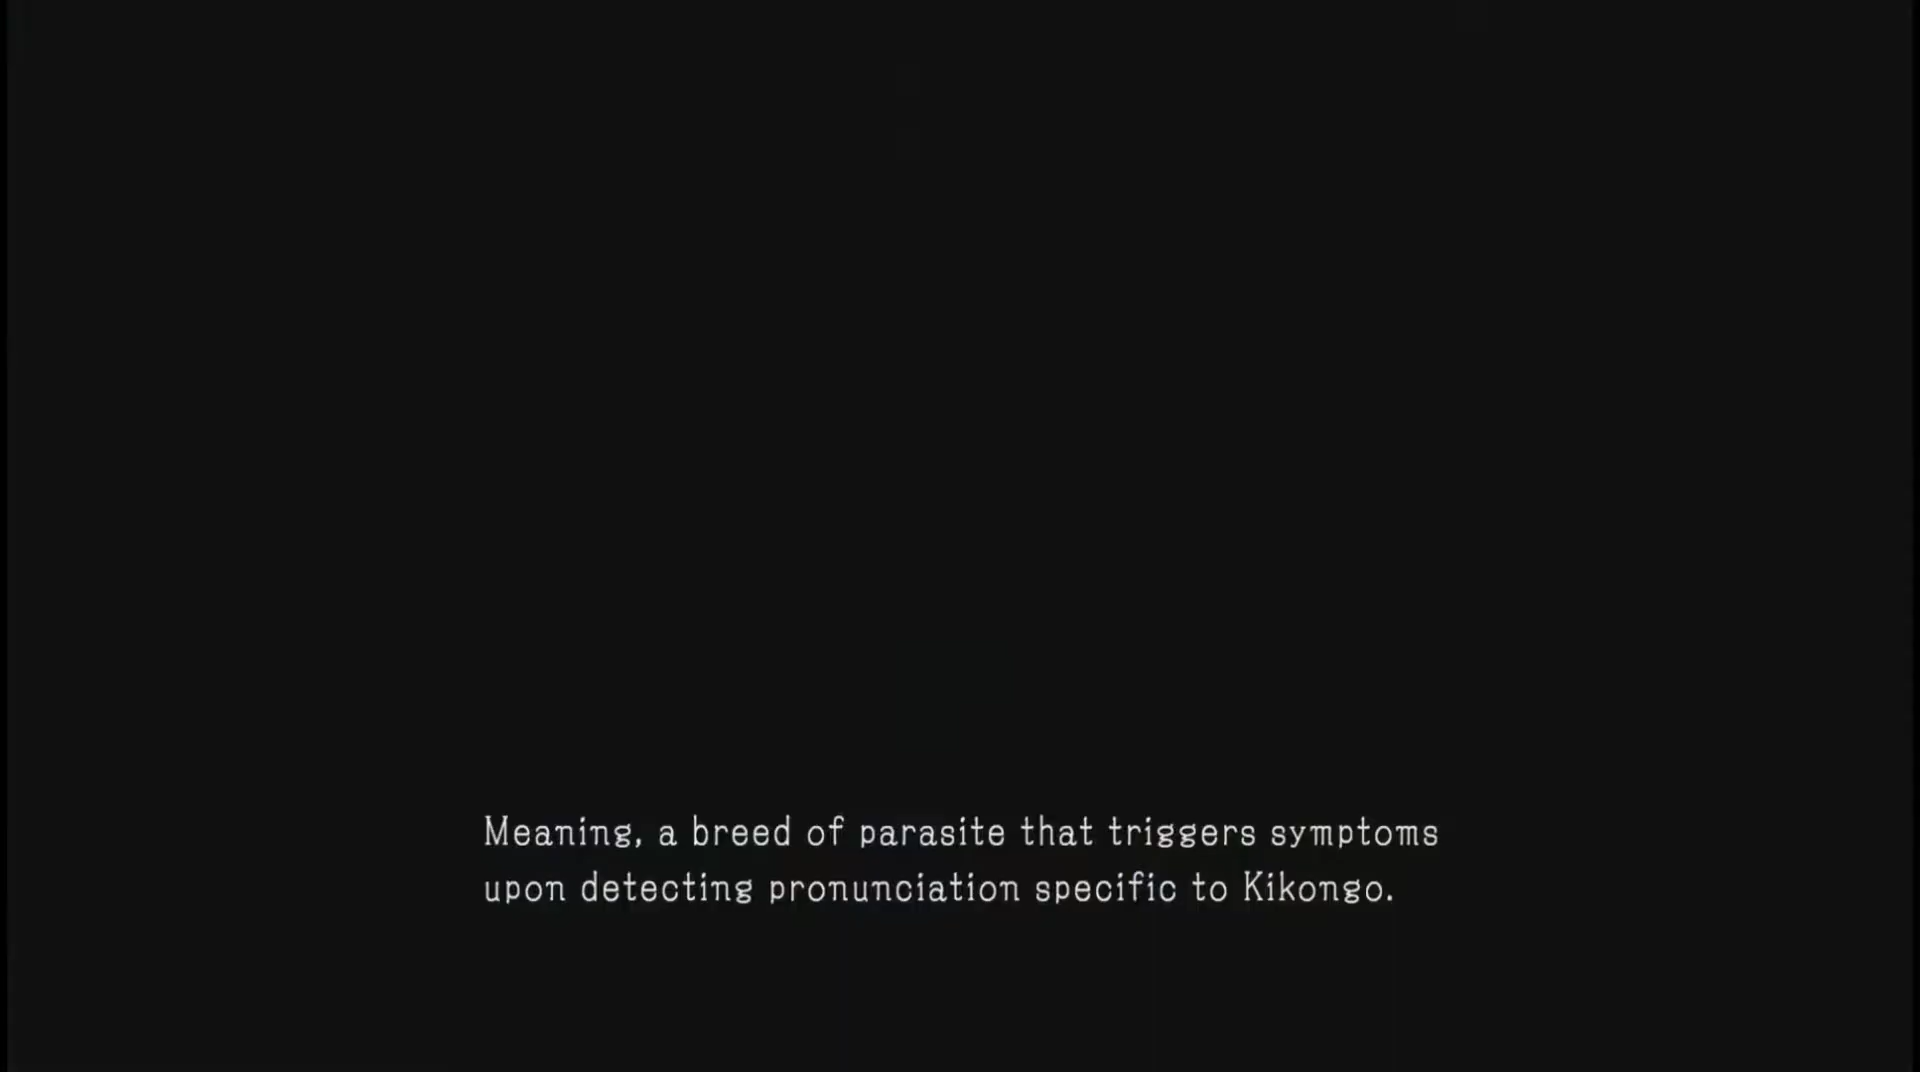 Meaning, a breed of parasite that triggers symptoms
upon detecting pronunciation specific to Kikongo.